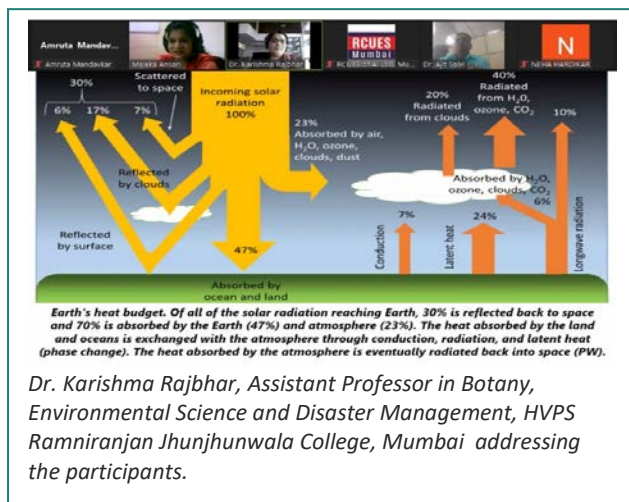 Amruta Mandav...
RCUES
Mumbai
N
Amruta Mandavkar
Maleka Ansari
Dr. Karishma Rajbhar
Dr. Ajit Salvi
NEHA HARDIKAR
30%
Scattered
to space
6%
17%
7%
Incoming solar
radiation
100%
23%
Absorbed by air,
H₂O, ozone,
clouds, dust
20%
Radiated
from clouds
40%
Radiated
from H₂O,
ozone, CO₂
10%
Reflected
by clouds
Absorbed by H₂O,
ozone, clouds, CO₂
6%
Reflected
by surface
47%
Conduction
7%
Latent heat
24%
Longwave radiation
Absorbed by
ocean and land
Earth's heat budget. Of all of the solar radiation reaching Earth, 30% is reflected back to space
and 70% is absorbed by the Earth (47%) and atmosphere (23%). The heat absorbed by the land
and oceans is exchanged with the atmosphere through conduction, radiation, and latent heat
(phase change). The heat absorbed by the atmosphere is eventually radiated back into space (PW).
Dr. Karishma Rajbhar, Assistant Professor in Botany,
Environmental Science and Disaster Management, HVPS
Ramniranjan Jhunjhunwala College, Mumbai addressing
the participants.